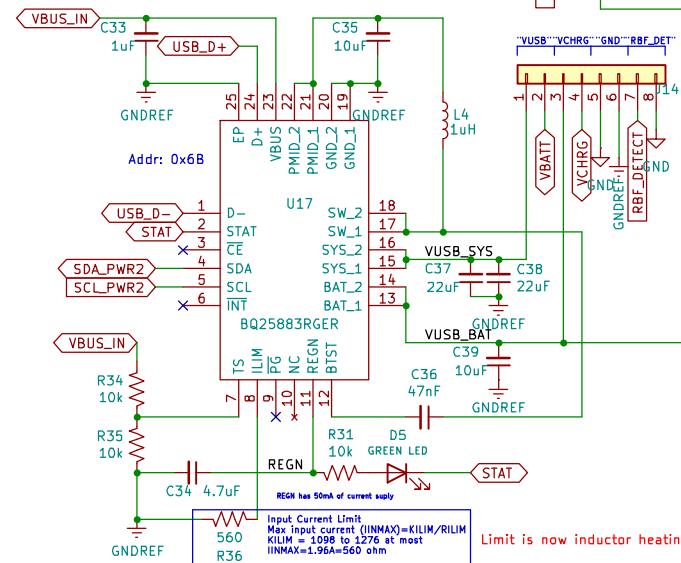 VBUS_IN
C33
1uF
USB_D+
GNDREF
C35
10uF
GNDREF
L4
1uH
"VUSB""VCHRG""GND""RBF_DET"
J14
1 2 3 4 5 6 7 8
VBATT
VCHRG
GND
GNDREF
RBF_DETECT
GND
Addr: 0x6B
25 24 23 22 21 20 19
EP D+ VBUS PMID_2 PMID_1 GND_2 GND_1
U17
USB_D- 1 D-
STAT 2 STAT
3 CE
SDA_PWR2 4 SDA
SCL_PWR2 5 SCL
6 INT
SW_2 18
SW_1 17
SYS_2 16
SYS_1 15
BAT_2 14
BAT_1 13
VUSB_SYS
C37
22uF
C38
22uF
GNDREF
BQ25883RGER
VUSB_BAT
C39
10uF
GNDREF
TS ILIM PG NC REGN BTST
7 8 9 10 11 12
VBUS_IN
R34
10k
R35
10k
C36
47nF
R31
10k
D5
GREEN LED
STAT
REGN
C34 4.7uF
REGN has 50mA of current suply
GNDREF
560
R36
Input Current Limit
Max input current (IINMAX)=KILIM/RILIM
KILIM = 1098 to 1276 at most
IINMAX=1.96A=560 ohm
Limit is now inductor heatin